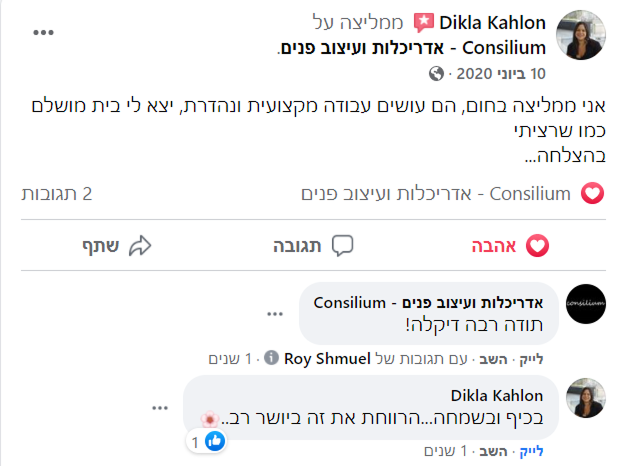 Dikla Kahlon ממליצה על
Consilium - אדריכלות ועיצוב פנים.
10 ביוני 2020 ·
אני ממליצה בחום, הם עושים עבודה מקצועית ונהדרת, יצא לי בית מושלם
כמו שרציתי
בהצלחה...
Consilium - אדריכלות ועיצוב פנים
2 תגובות
אהבה
תגובה
שתף
consilium
אדריכלות ועיצוב פנים - Consilium
תודה רבה דיקלה!
לייק · השב · עם תגובות של Roy Shmuel · 1 שנים
Dikla Kahlon
בכיף ובשמחה...הרווחת את זה ביושר רב..🌸
1
לייק · השב · 1 שנים